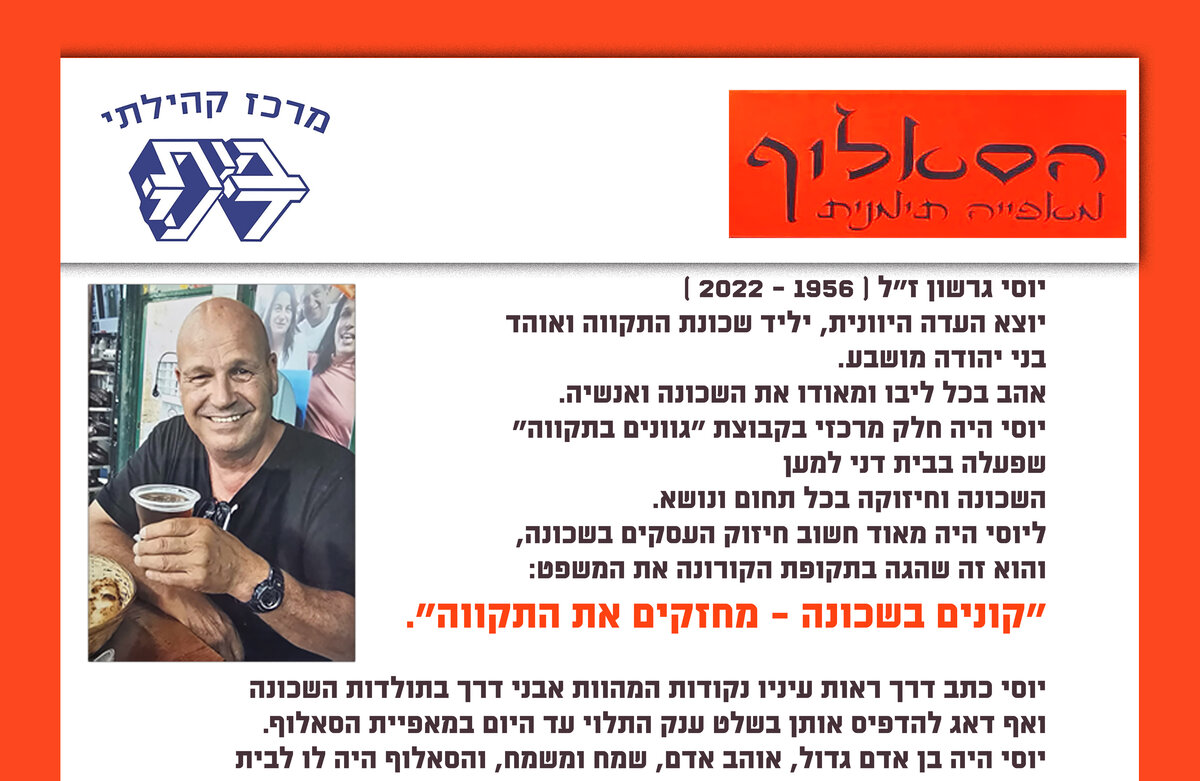 מרכז קהילתי
בית דני
הסאלוף
מאפייה תימנית
יוסי גרשון ז״ל ( 1956 - 2022 )
יוצא העדה היוונית, יליד שכונת התקווה ואוהד
בני יהודה מושבע.
אהב בכל ליבו ומאודו את השכונה ואנשיה.
יוסי היה חלק מרכזי בקבוצת ״גוונים בתקווה״
שפעלה בבית דני למען
השכונה וחיזוקה בכל תחום ונושא.
ליוסי היה מאוד חשוב חיזוק העסקים בשכונה,
והוא זה שהגה בתקופת הקורונה את המשפט:
״קונים בשכונה - מחזקים את התקווה״.
יוסי כתב דרך ראות עיניו נקודות המהוות אבני דרך בתולדות השכונה
ואף דאג להדפיס אותן בשלט ענק התלוי עד היום במאפיית הסאלוף.
יוסי היה בן אדם גדול, אוהב אדם, שמח ומשמח, והסאלוף היה לו לבית